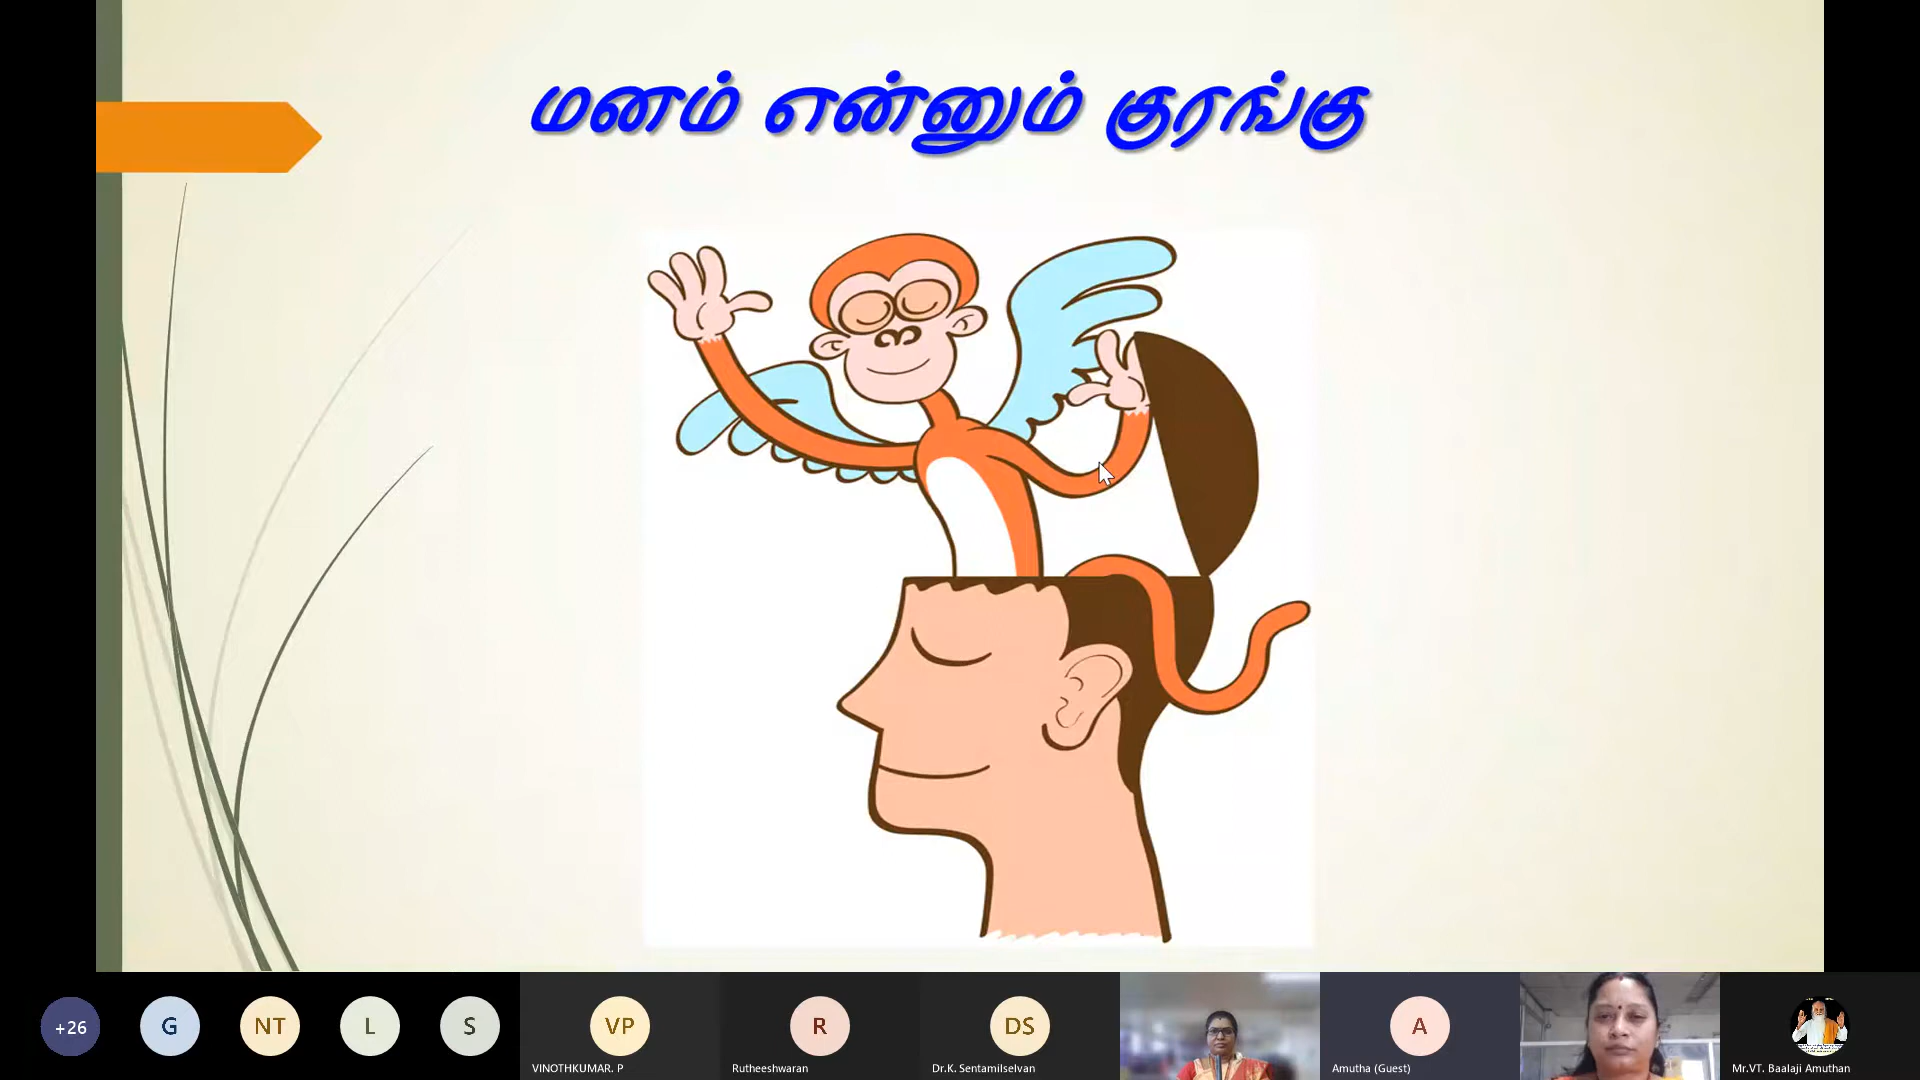 மனம் என்னும் குரங்கு
+26
G
NT
L
S
VP
VINOTHKUMAR. P
R
Rutheeshwaran
DS
Dr.K. Sentamilselvan
A
Amutha (Guest)
Mr.VT. Baalaji Amuthan